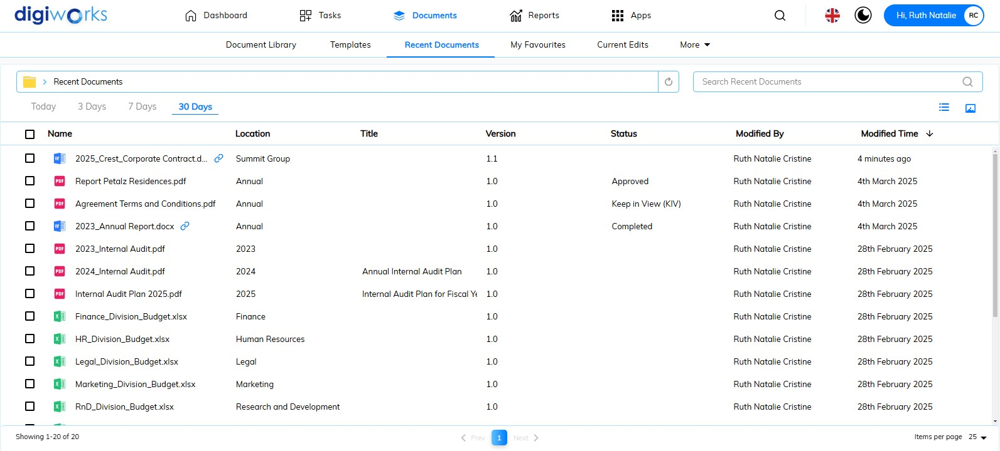 digiworks
Dashboard
Tasks
Documents
Reports
Apps
Hi, Ruth Natalie RC
Document Library
Templates
Recent Documents
My Favourites
Current Edits
More
Recent Documents
Search Recent Documents
Today 3 Days 7 Days 30 Days
Name Location Title Version Status Modified By Modified Time
2025_Crest_Corporate Contract.d... Summit Group 1.1 Ruth Natalie Cristine 4 minutes ago
Report Petalz Residences.pdf Annual 1.0 Approved Ruth Natalie Cristine 4th March 2025
Agreement Terms and Conditions.pdf Annual 1.0 Keep in View (KIV) Ruth Natalie Cristine 4th March 2025
2023_Annual Report.docx Annual 1.0 Completed Ruth Natalie Cristine 4th March 2025
2023_Internal Audit.pdf 2023 1.0 Ruth Natalie Cristine 28th February 2025
2024_Internal Audit.pdf 2024 Annual Internal Audit Plan 1.0 Ruth Natalie Cristine 28th February 2025
Internal Audit Plan 2025.pdf 2025 Internal Audit Plan for Fiscal Ye 1.0 Ruth Natalie Cristine 28th February 2025
Finance_Division_Budget.xlsx Finance 1.0 Ruth Natalie Cristine 28th February 2025
HR_Division_Budget.xlsx Human Resources 1.0 Ruth Natalie Cristine 28th February 2025
Legal_Division_Budget.xlsx Legal 1.0 Ruth Natalie Cristine 28th February 2025
Marketing_Division_Budget.xlsx Marketing 1.0 Ruth Natalie Cristine 28th February 2025
RnD_Division_Budget.xlsx Research and Development 1.0 Ruth Natalie Cristine 28th February 2025
Showing 1-20 of 20
Prev 1 Next
Items per page 25